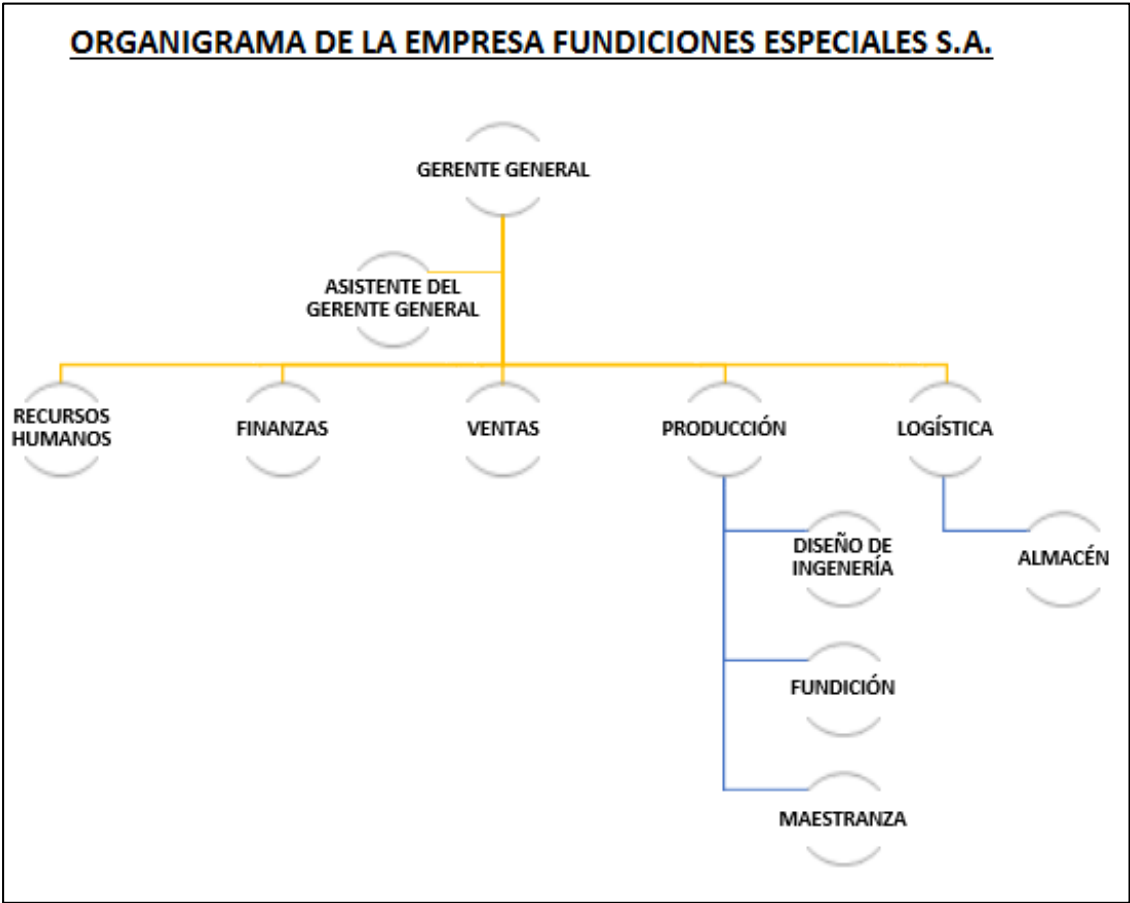 ORGANIGRAMA DE LA EMPRESA FUNDICIONES ESPECIALES S.A.
GERENTE GENERAL
ASISTENTE DEL
GERENTE GENERAL
RECURSOS
HUMANOS
FINANZAS
VENTAS
PRODUCCIÓN
LOGÍSTICA
DISEÑO DE
INGENERÍA
ALMACÉN
FUNDICIÓN
MAESTRANZA